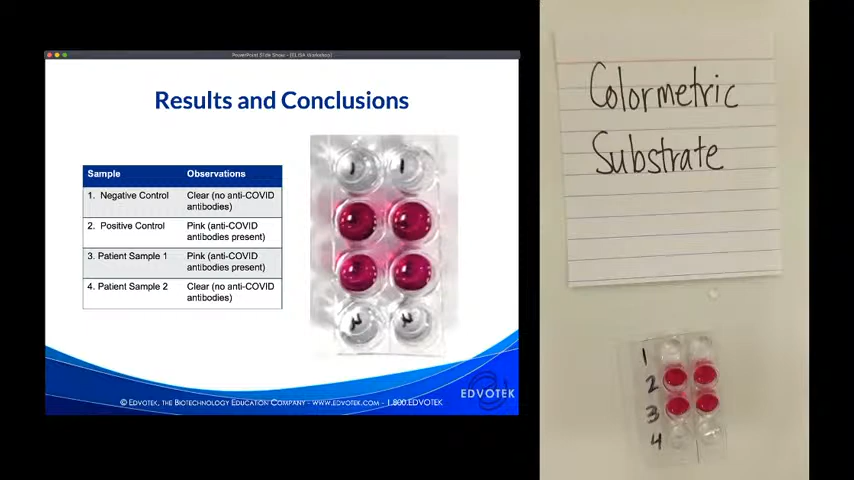 PowerPoint Slide Show - [ELISA Workshop]
Results and Conclusions
Sample Observations
1. Negative Control Clear (no anti-COVID
antibodies)
2. Positive Control Pink (anti-COVID
antibodies present)
3. Patient Sample 1 Pink (anti-COVID
antibodies present)
4. Patient Sample 2 Clear (no anti-COVID
antibodies)
1 1
EDVOTEK
© EDVOTEK, THE BIOTECHNOLOGY EDUCATION COMPANY - WWW.EDVOTEK.COM - 1.800.EDVOTEK
Colormetric
Substrate
1
2
3
4